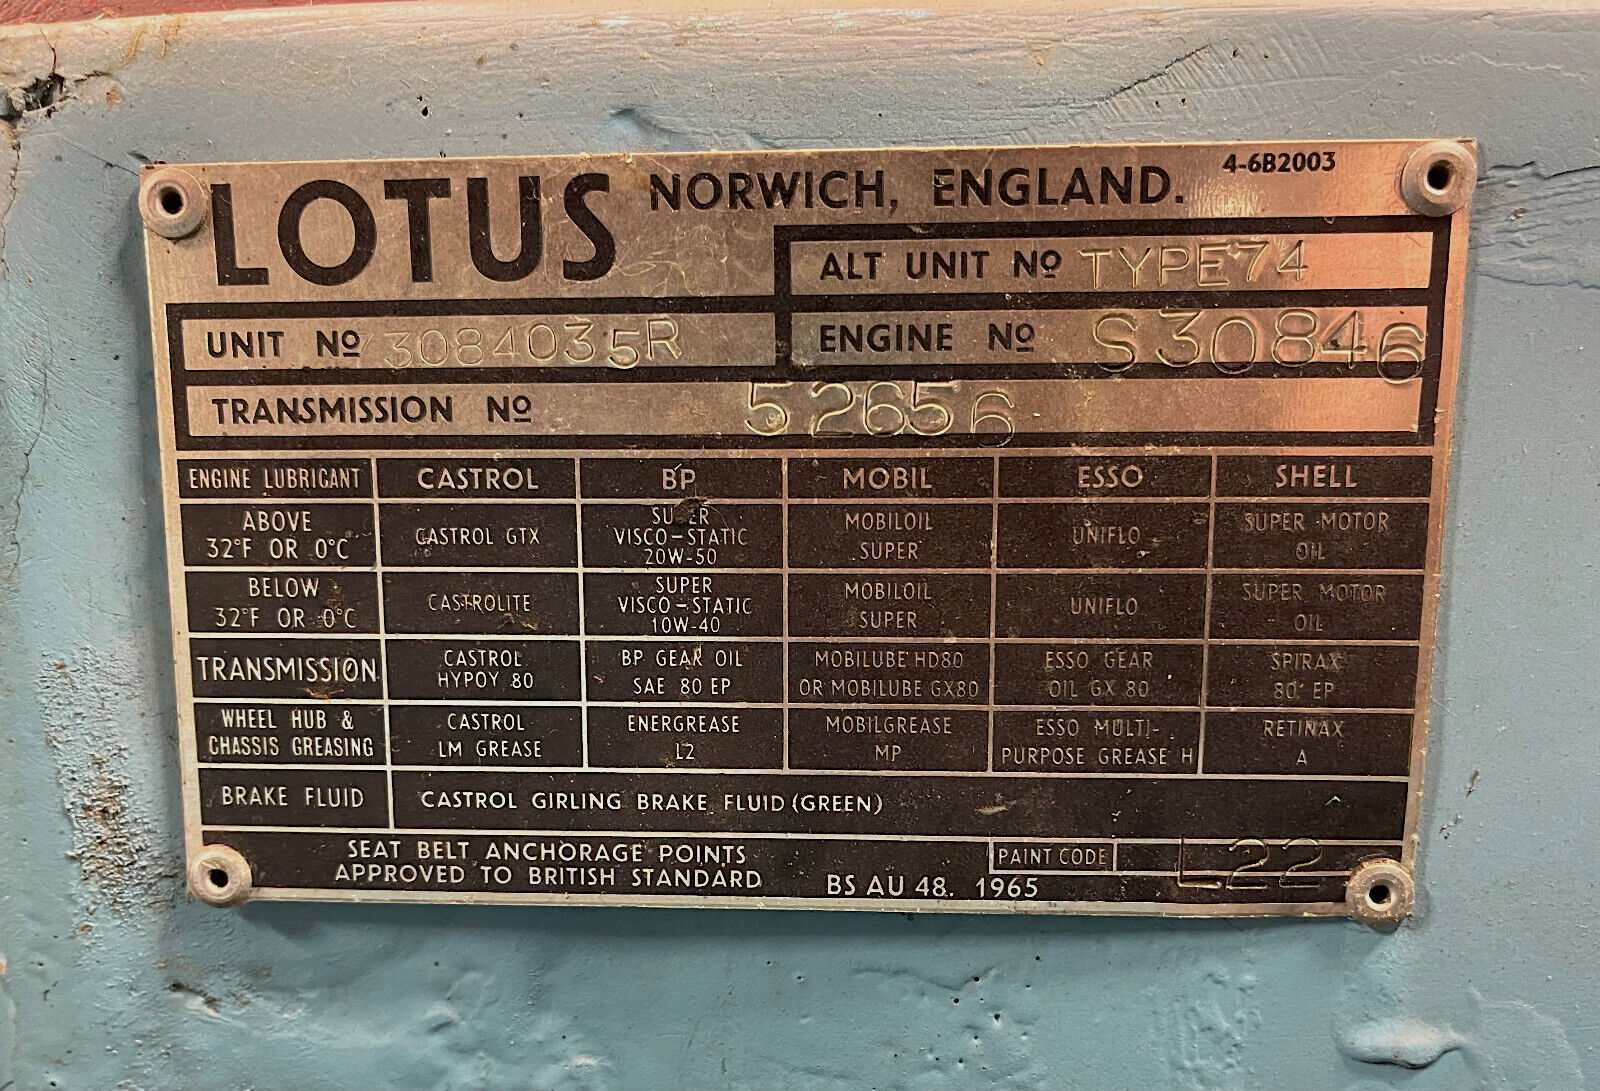 LOTUS NORWICH, ENGLAND. 4-6B2003
ALT UNIT Nº TYPE74
UNIT Nº 73084035R ENGINE Nº S30846
TRANSMISSION Nº 52656
ENGINE LUBRICANT CASTROL BP MOBIL ESSO SHELL
ABOVE 32°F OR 0°C CASTROL GTX VISCO-STATIC 20W-50 MOBILOIL SUPER UNIFLO SUPER MOTOR OIL
BELOW 32°F OR 0°C CASTROLITE SUPER VISCO-STATIC 10W-40 MOBILOIL SUPER UNIFLO SUPER MOTOR OIL
TRANSMISSION CASTROL HYPOY 80 BP GEAR OIL SAE 80 EP MOBILUBE HD80 OR MOBILUBE GX80 ESSO GEAR OIL GX 80 SPIRAX 80 EP
WHEEL HUB & CHASSIS GREASING CASTROL LM GREASE ENERGREASE L2 MOBILGREASE MP ESSO MULTI-PURPOSE GREASE H RETINAX A
BRAKE FLUID CASTROL GIRLING BRAKE FLUID (GREEN)
SEAT BELT ANCHORAGE POINTS
APPROVED TO BRITISH STANDARD BS AU 48. 1965
PAINT CODE L22